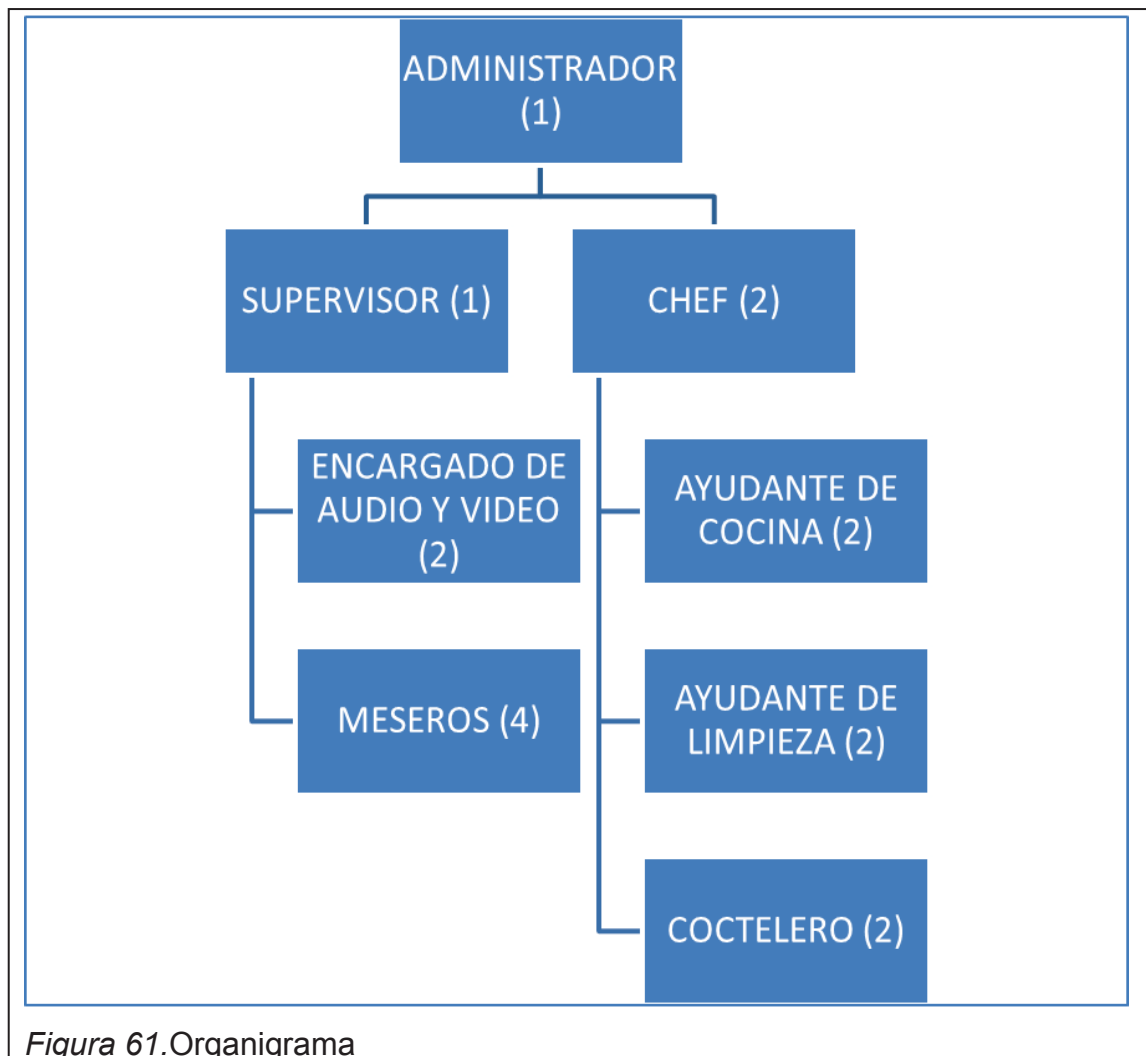 ADMINISTRADOR
(1)
SUPERVISOR (1)
CHEF (2)
ENCARGADO DE
AUDIO Y VIDEO
(2)
MESEROS (4)
AYUDANTE DE
COCINA (2)
AYUDANTE DE
LIMPIEZA (2)
COCTELERO (2)
Figura 61.Organigrama